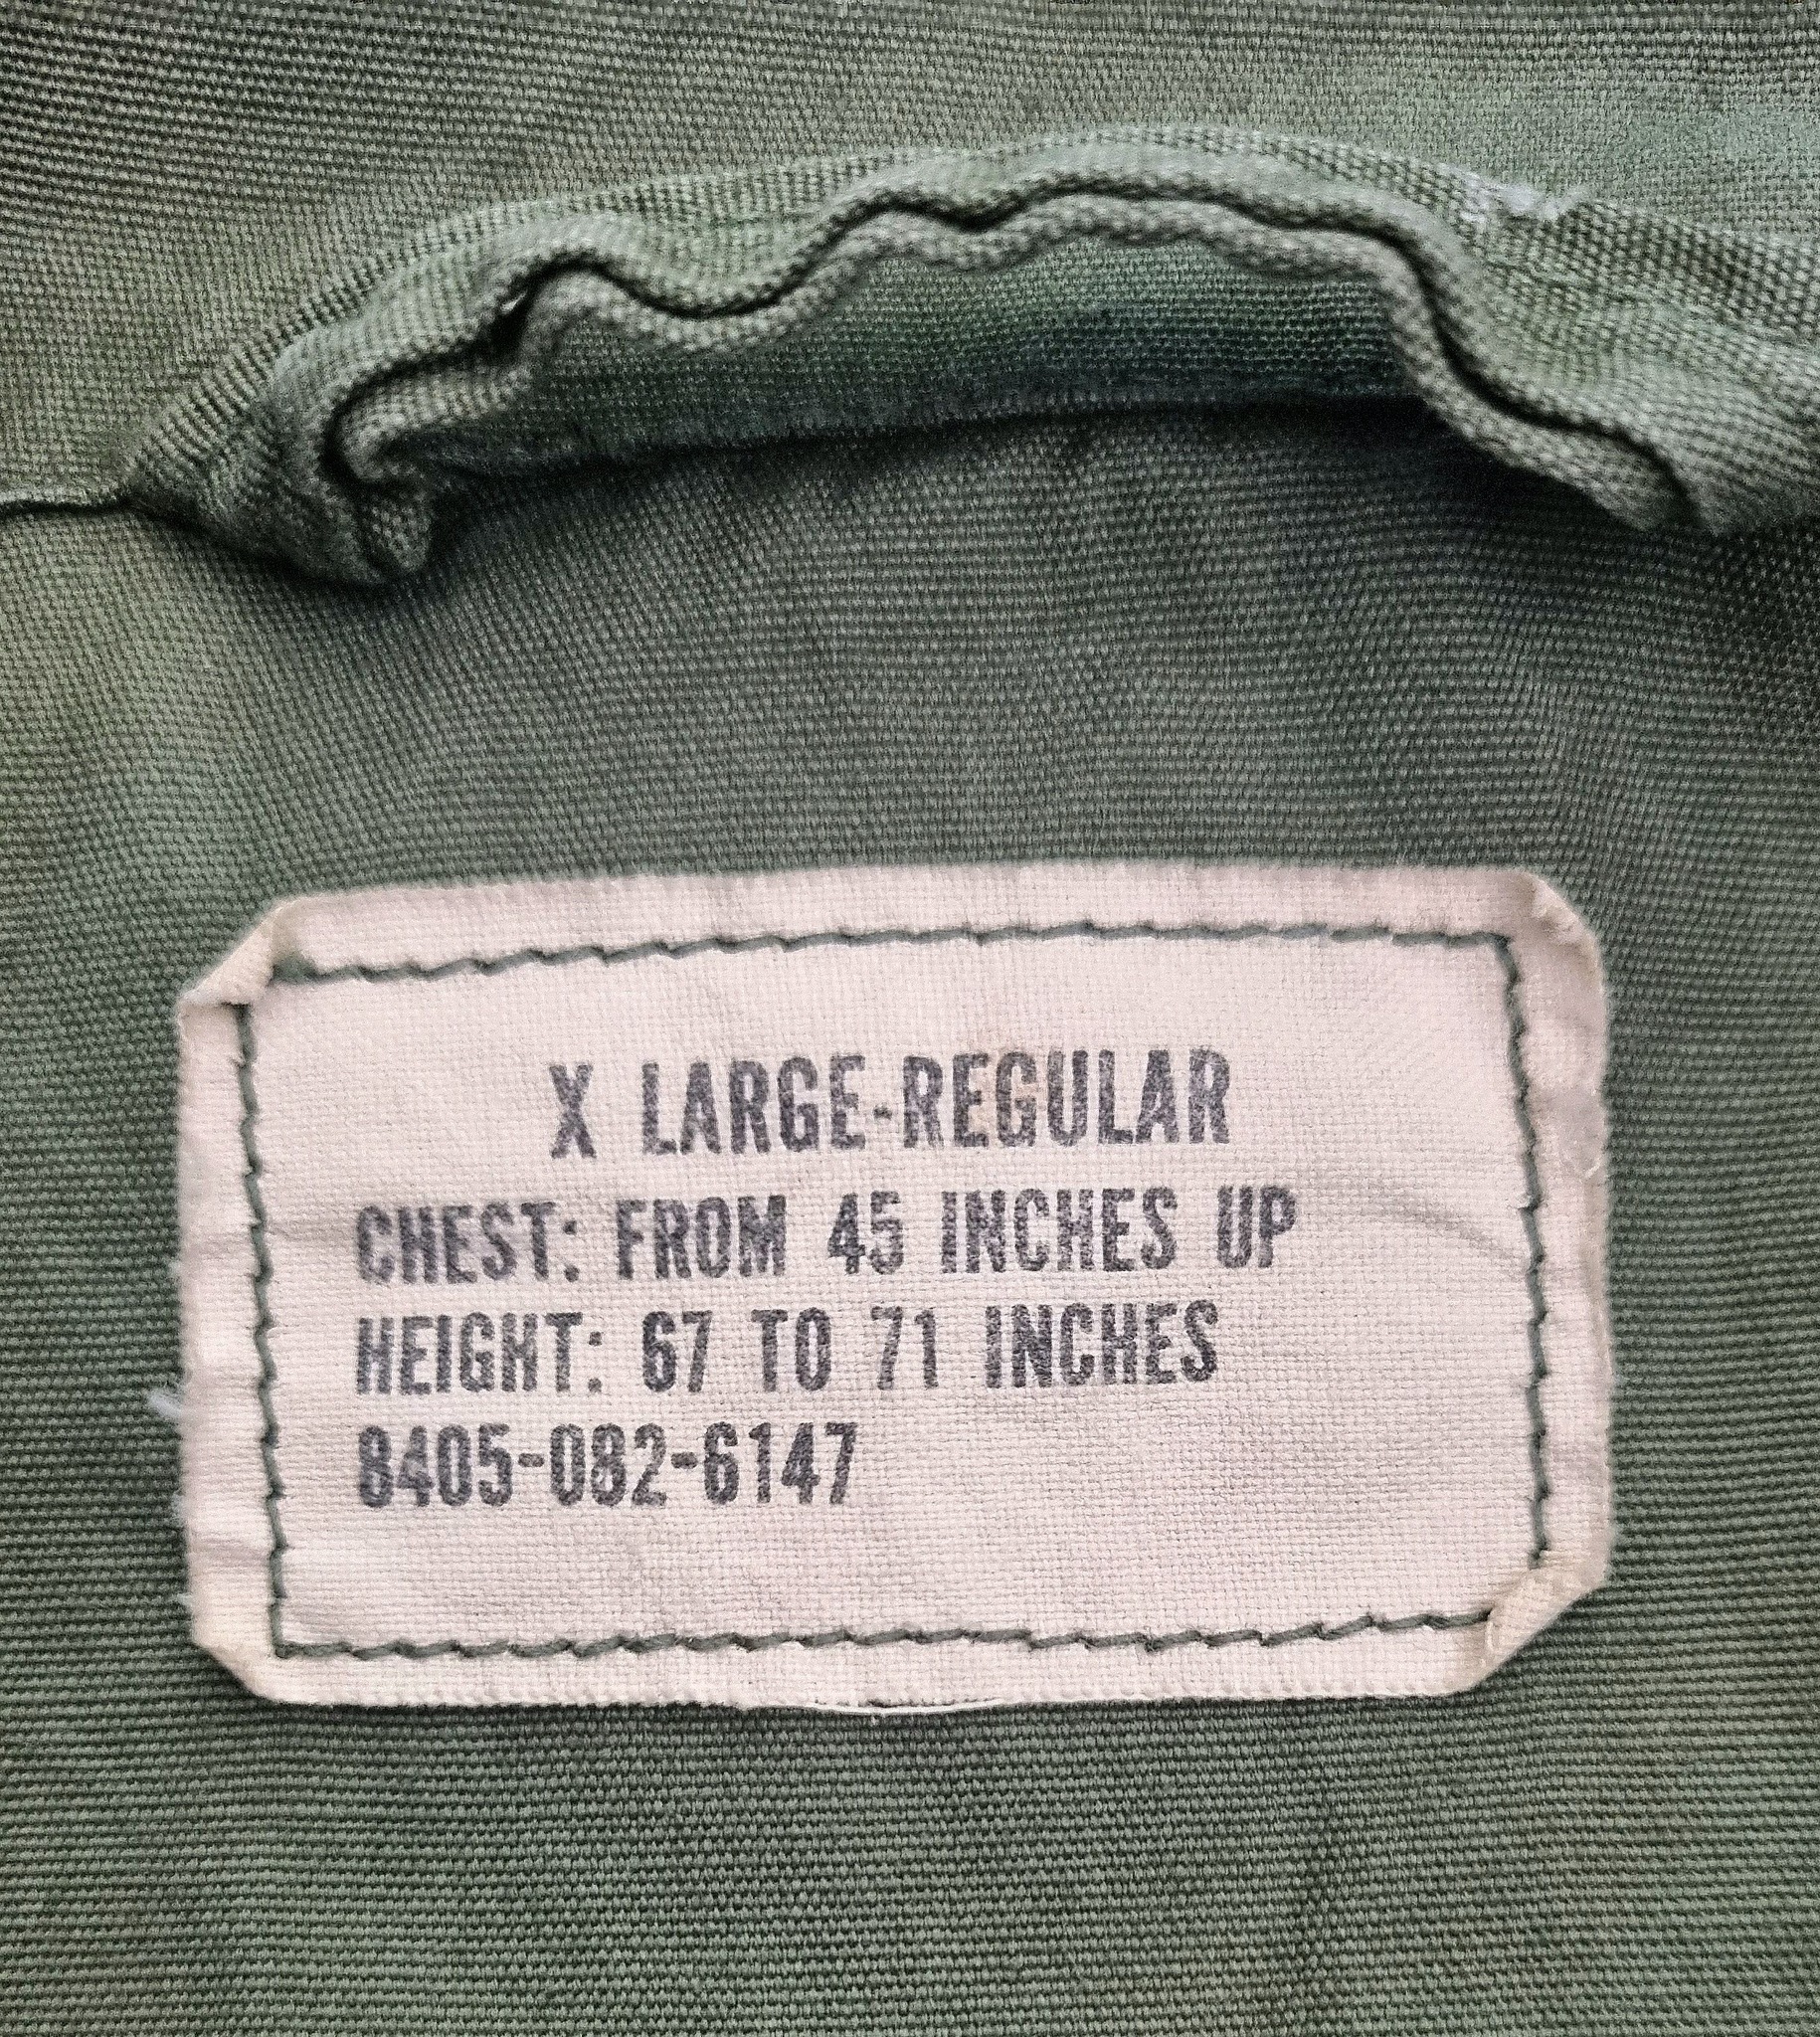 X LARGE-REGULAR
CHEST: FROM 45 INCHES UP
HEIGHT: 67 TO 71 INCHES
8405-082-6147